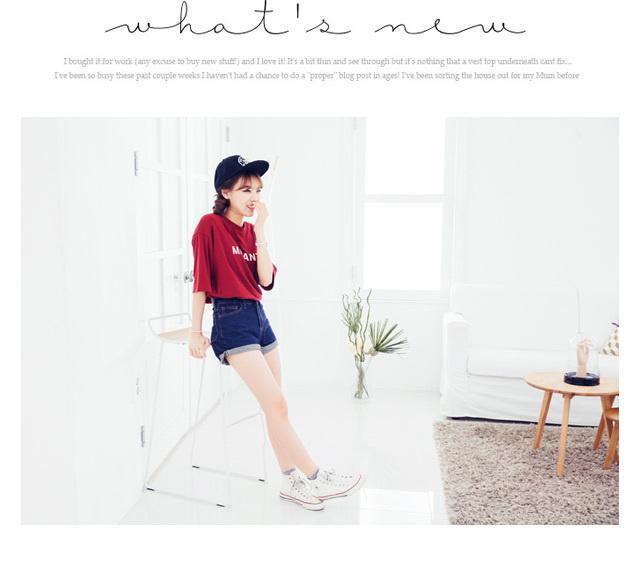 what's new
I bought it for work (any excuse to buy new stuff!) and I love it! It's a bit thin and see through but it's nothing that a vest top underneath cant fix...
I've been so busy these past couple weeks I haven't had a chance to do a "proper" blog post in ages! I've been sorting the house out for my Mum before